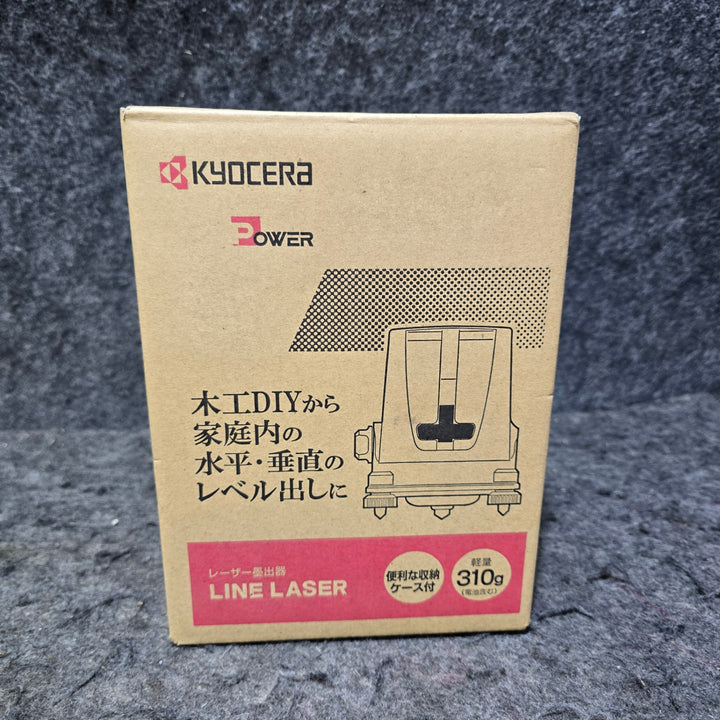 KYOCERA
POWER
木工DIYから
家庭内の
水平・垂直の
レベル出しに
レーザー墨出器
LINE LASER
便利な収納
ケース付
軽量
310g
(電池含む)